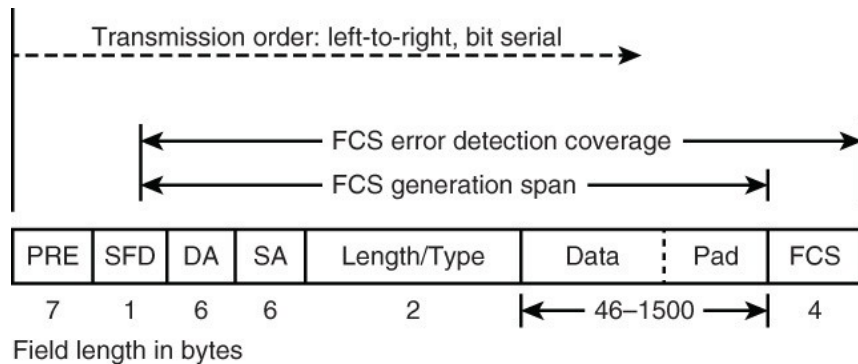 Transmission order: left-to-right, bit serial
FCS error detection coverage
FCS generation span
PRE SFD DA SA Length/Type Data Pad FCS
7 1 6 6 2 46–1500 4
Field length in bytes